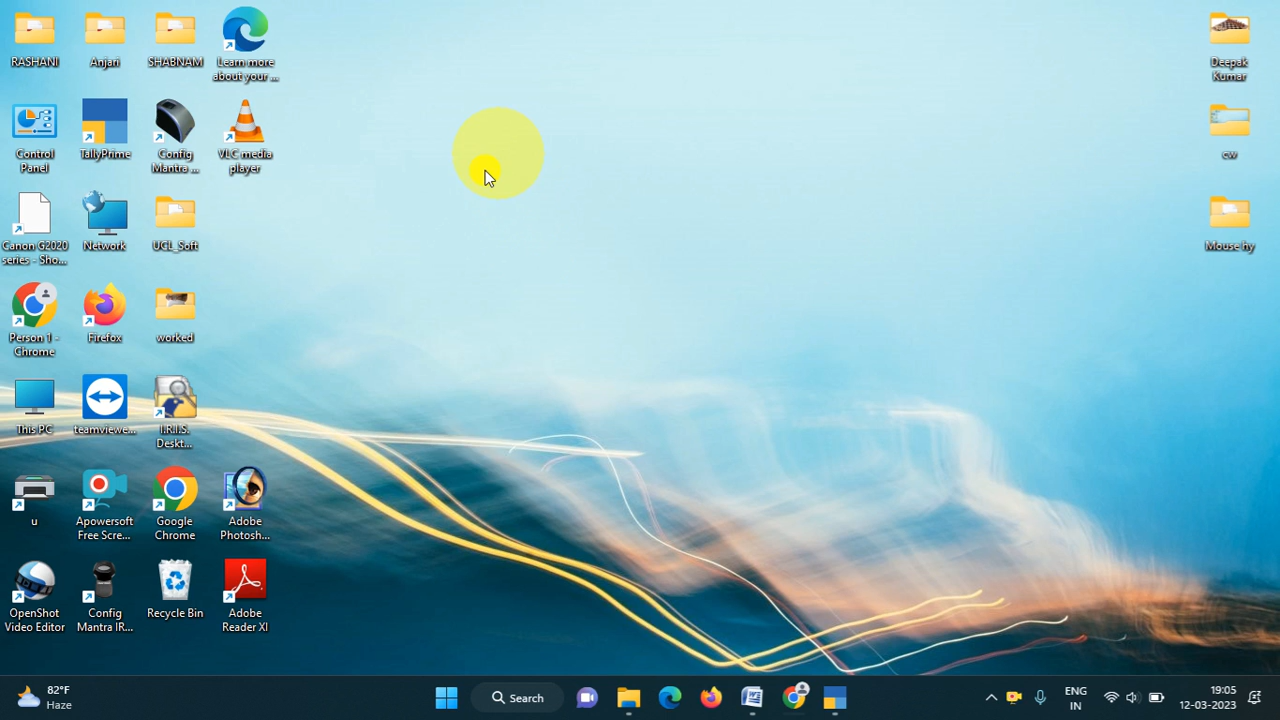 RASHANI
Anjari
SHABNAM
Learn more
about your ...
Control
Panel
TallyPrime
Config
Mantra ...
VLC media
player
Canon G2020
series - Sho...
Network
UCL_Soft
Person 1 -
Chrome
Firefox
worked
This PC
teamviewe...
I.R.I.S.
Deskt...
u
Apowersoft
Free Scre...
Google
Chrome
Adobe
Photosh...
OpenShot
Video Editor
Config
Mantra IR...
Recycle Bin
Adobe
Reader XI
Deepak
Kumar
cw
Mouse hy
82°F
Haze
Search
ENG
IN
19:05
12-03-2023